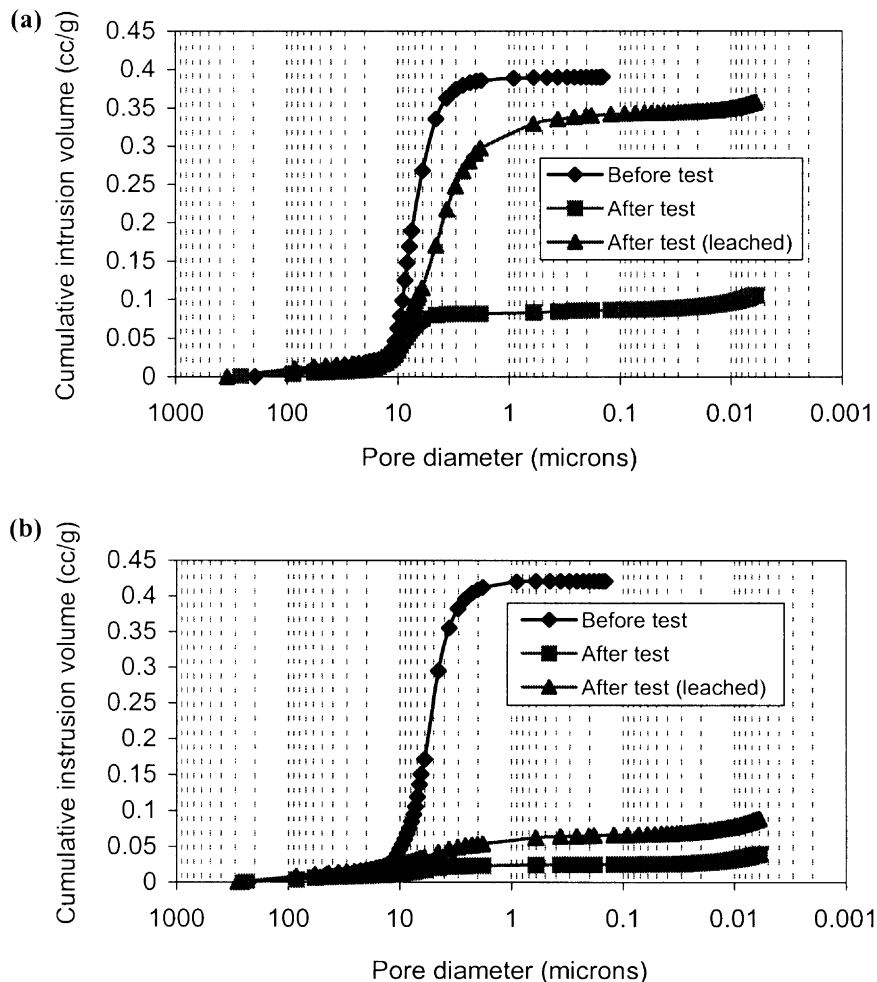 (a)
Cumulative intrusion volume (cc/g)
0.45
0.4
0.35
0.3
0.25
0.2
0.15
0.1
0.05
0
Before test
After test
After test (leached)
1000 100 10 1 0.1 0.01 0.001
Pore diameter (microns)
(b)
Cumulative instrusion volume (cc/g)
0.45
0.4
0.35
0.3
0.25
0.2
0.15
0.1
0.05
0
Before test
After test
After test (leached)
1000 100 10 1 0.1 0.01 0.001
Pore diameter (microns)